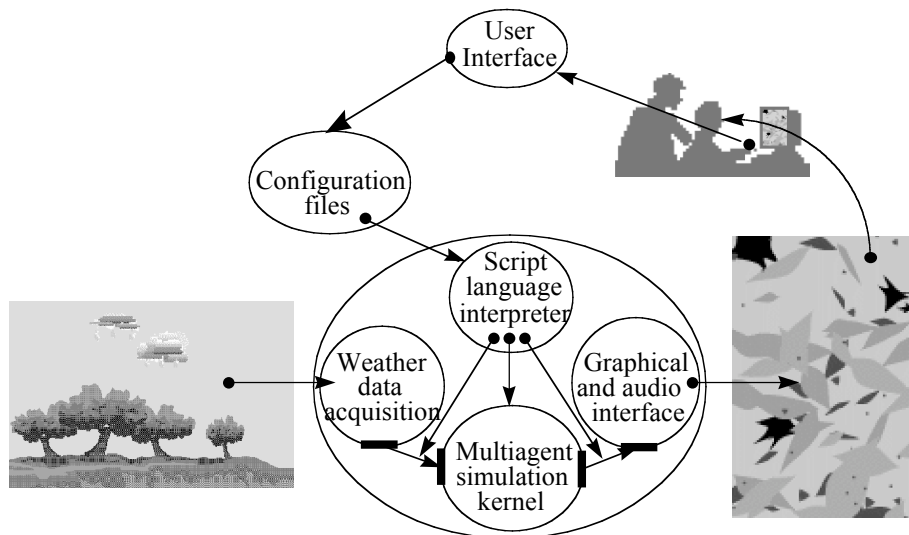 User
Interface
Configuration
files
Script
language
interpreter
Weather
data
acquisition
Graphical
and audio
interface
Multiagent
simulation
kernel